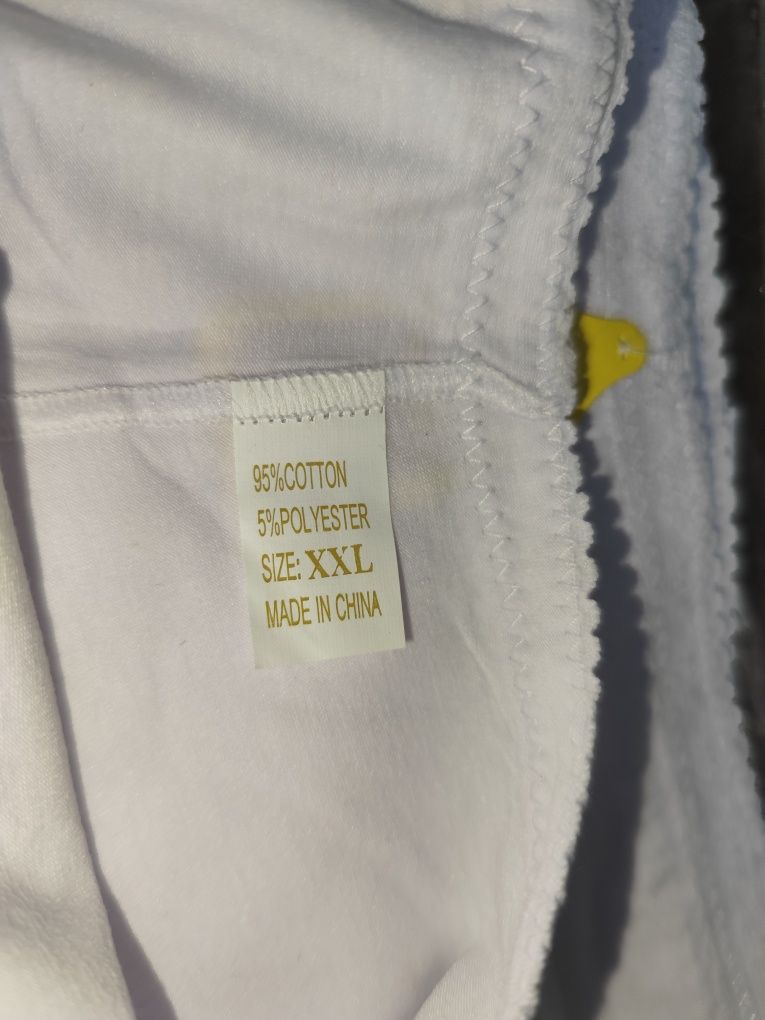 95%COTTON
5%POLYESTER
SIZE: XXL
MADE IN CHINA